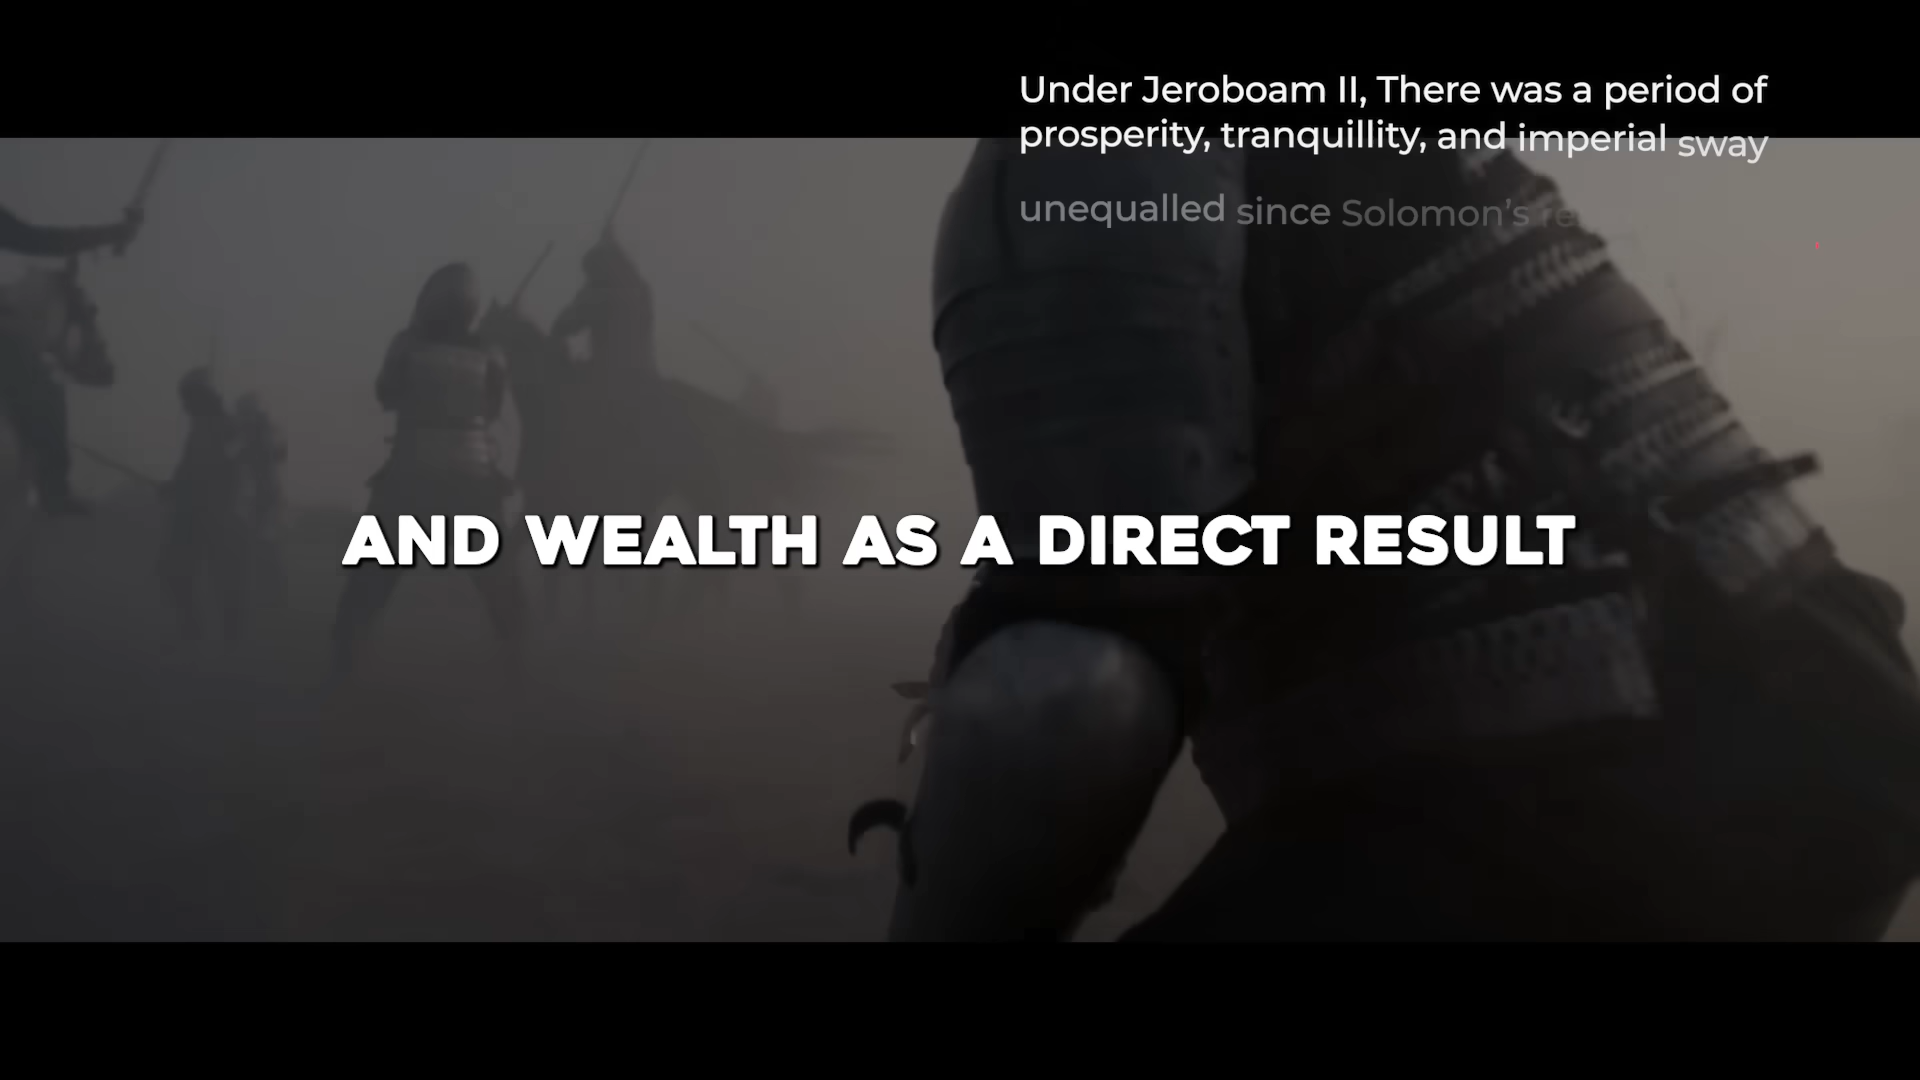 Under Jeroboam II, There was a period of
prosperity, tranquillity, and imperial sway
unequalled since Solomon's
AND WEALTH AS A DIRECT RESULT